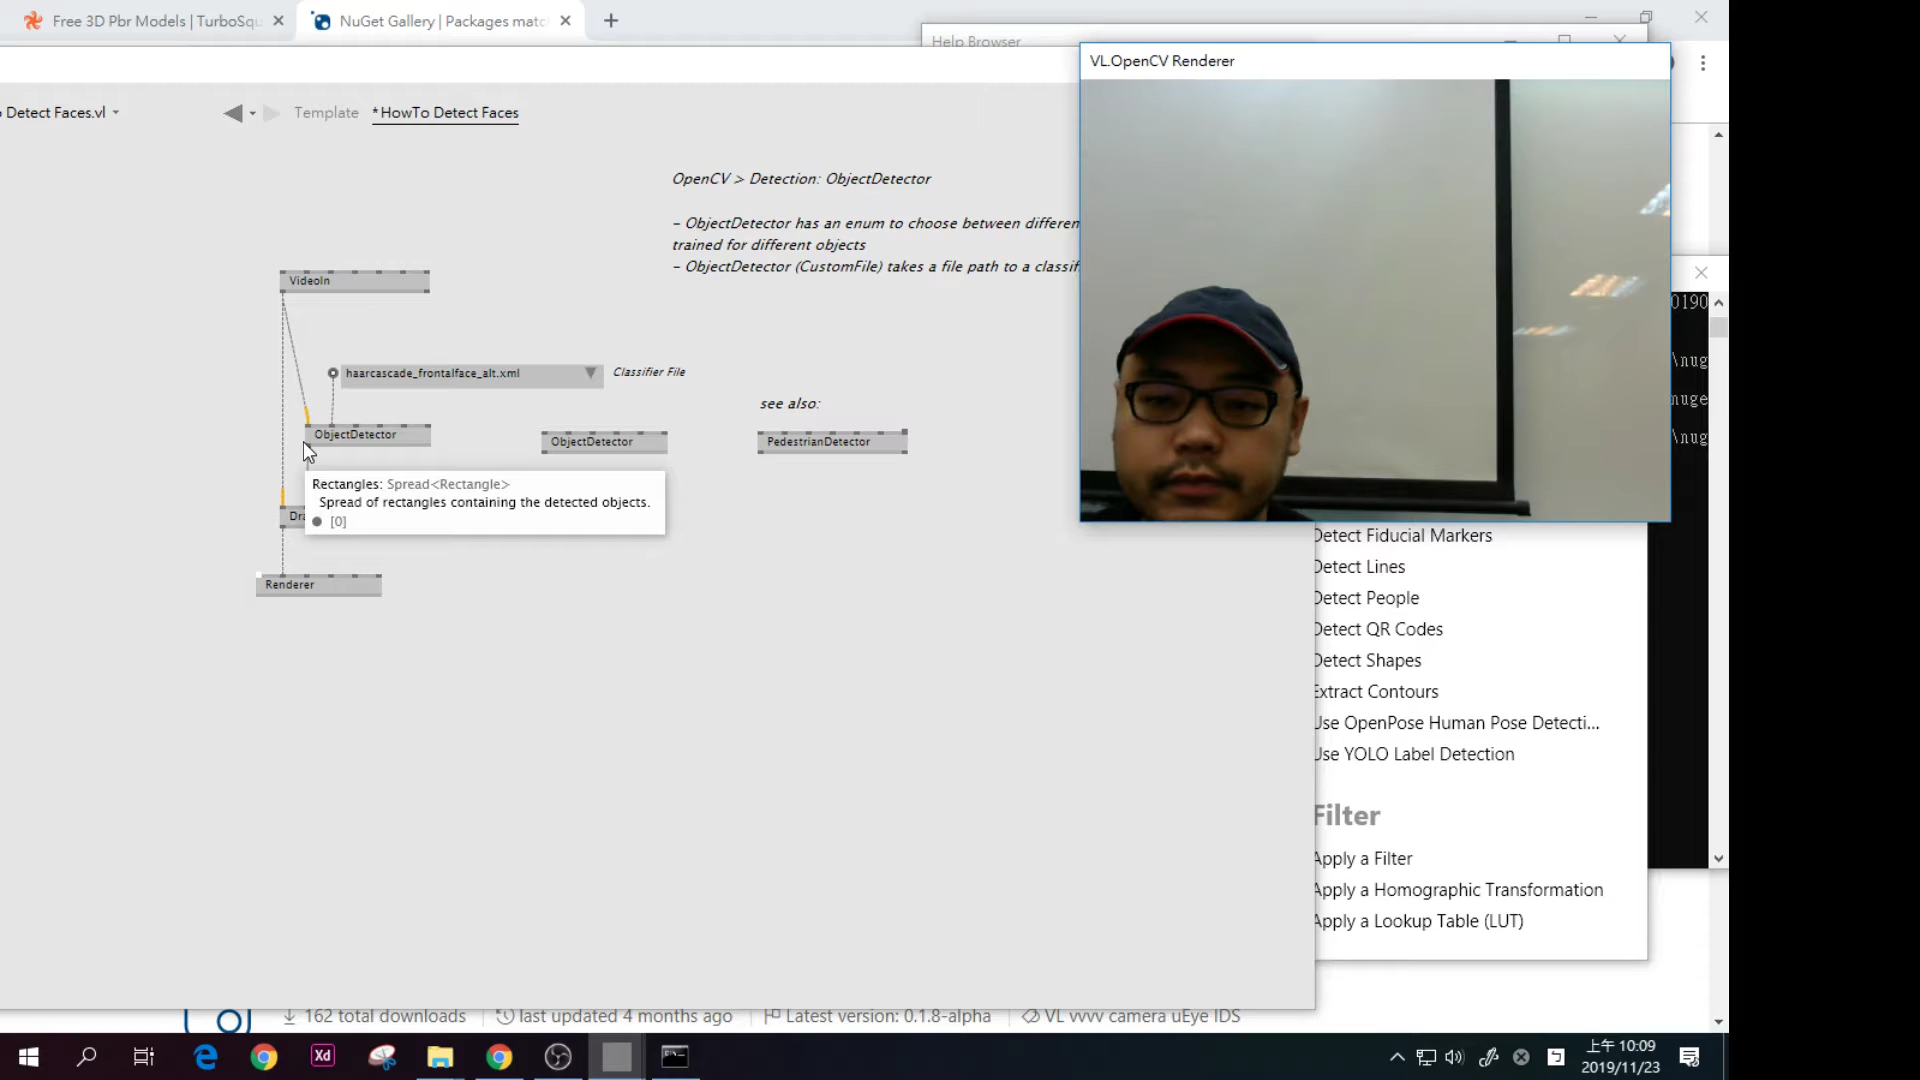 Free 3D Pbr Models | TurboSqu
NuGet Gallery | Packages matc
Help Browser
VL.OpenCV Renderer
Detect Faces.vl
Template
*HowTo Detect Faces
OpenCV > Detection: ObjectDetector
- ObjectDetector has an enum to choose between differen
trained for different objects
- ObjectDetector (CustomFile) takes a file path to a classif
VideoIn
haarcascade_frontalface_alt.xml
Classifier File
see also:
ObjectDetector
ObjectDetector
PedestrianDetector
Rectangles: Spread<Rectangle>
Spread of rectangles containing the detected objects.
[0]
Dra
Renderer
0190
\nug
nuge
\nug
Detect Fiducial Markers
Detect Lines
Detect People
Detect QR Codes
Detect Shapes
Extract Contours
Use OpenPose Human Pose Detecti...
Use YOLO Label Detection
Filter
Apply a Filter
Apply a Homographic Transformation
Apply a Lookup Table (LUT)
162 total downloads
last updated 4 months ago
Latest version: 0.1.8-alpha
VL vvvv camera uEye IDS
Xd
上午 10:09
2019/11/23